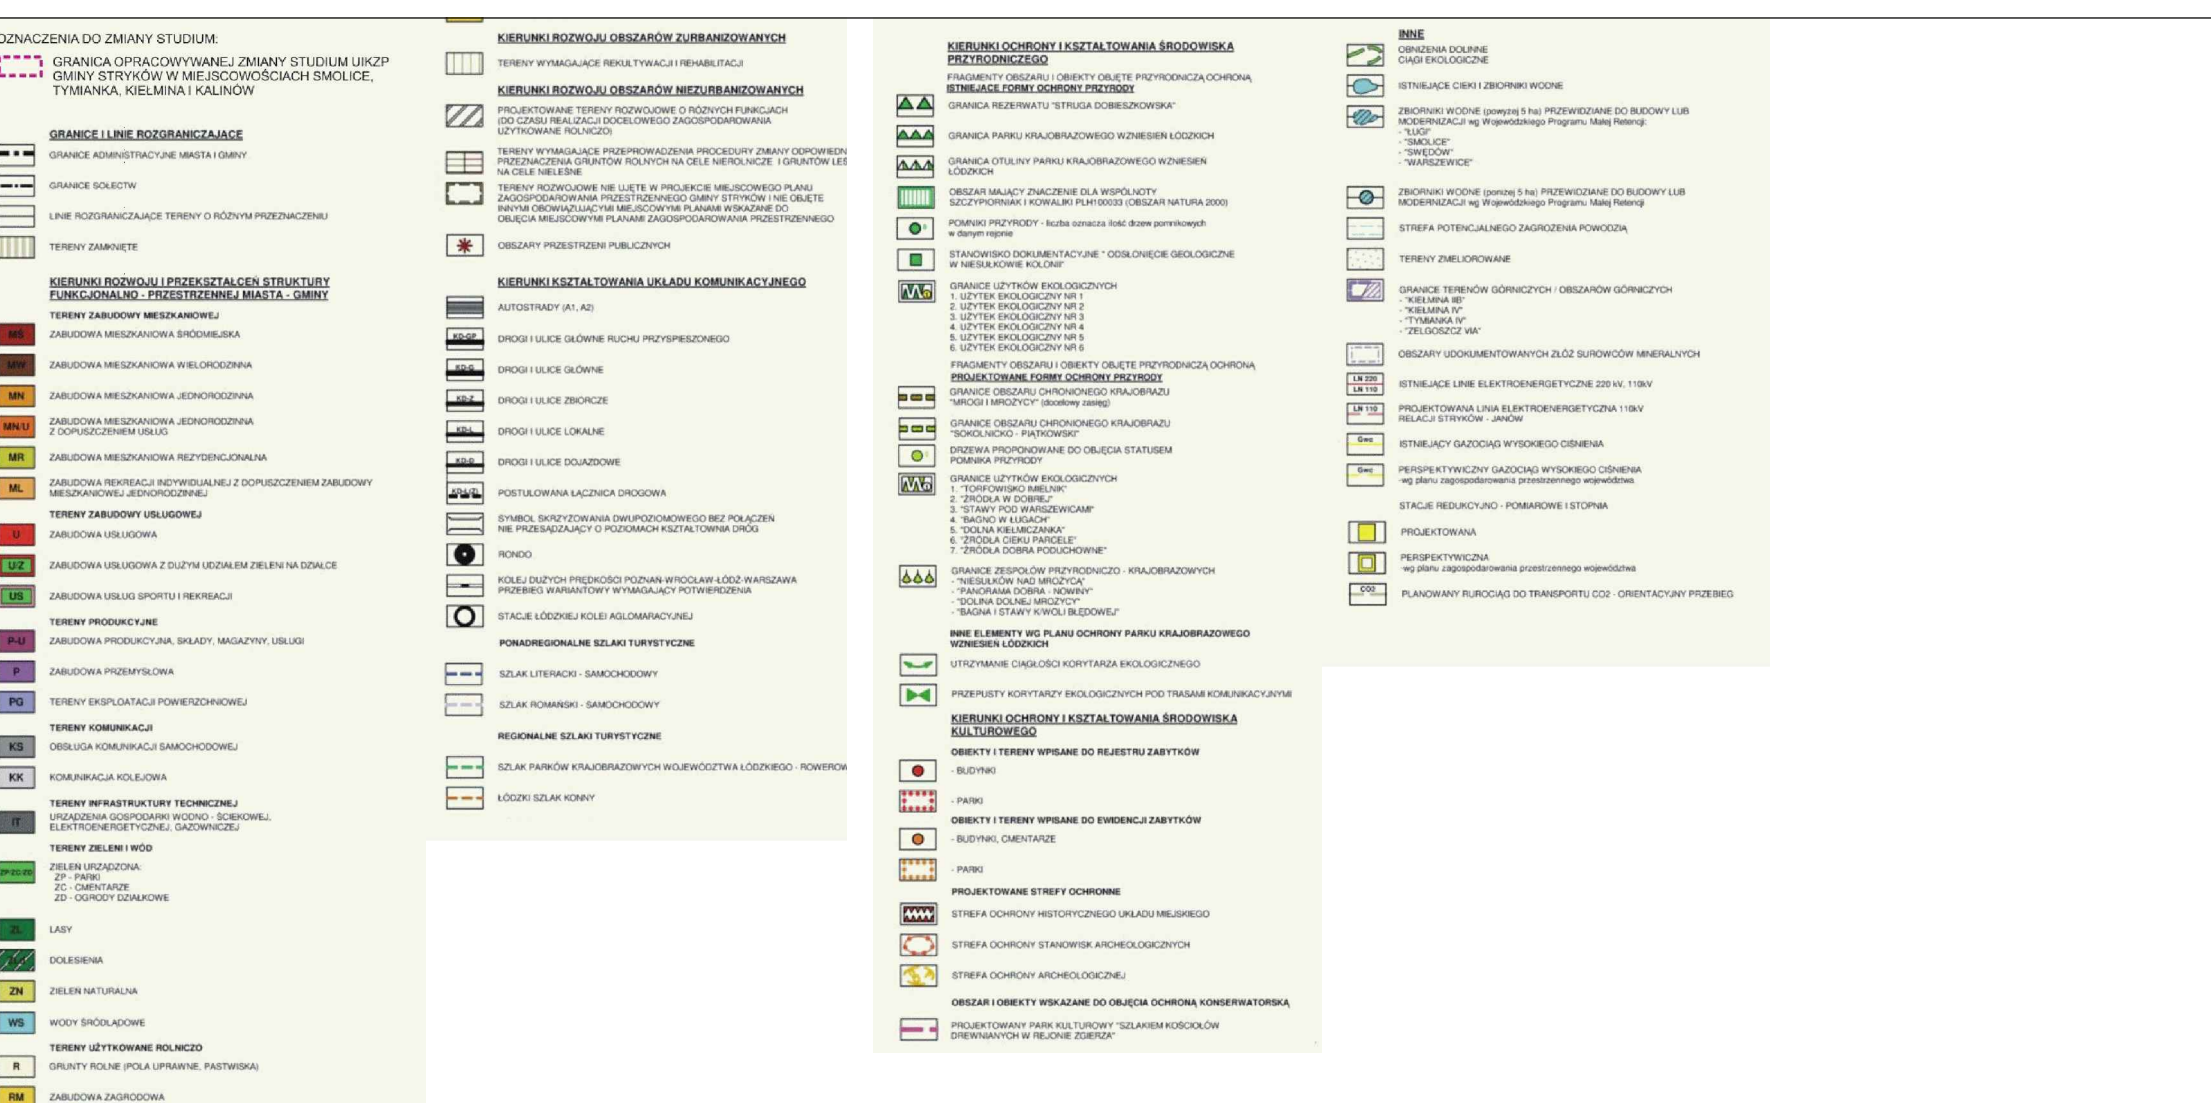 OZNACZENIA DO ZMIANY STUDIUM:
GRANICA OPRACOWYWANEJ ZMIANY STUDIUM UIKZP
GMINY STRYKÓW W MIEJSCOWOŚCIACH SMOLICE,
TYMIANKA, KIEŁMINA I KALINÓW
GRANICE I LINIE ROZGRANICZAJĄCE
GRANICE ADMINISTRACYJNE MIASTA I GMINY
GRANICE SOŁECTW
LINIE ROZGRANICZAJĄCE TERENY O RÓŻNYM PRZEZNACZENIU
TERENY ZAMKNIĘTE
KIERUNKI ROZWOJU I PRZEKSZTAŁCEŃ STRUKTURY
FUNKCJONALNO - PRZESTRZENNEJ MIASTA - GMINY
TERENY ZABUDOWY MIESZKANIOWEJ
MŚ ZABUDOWA MIESZKANIOWA ŚRÓDMIEJSKA
MW ZABUDOWA MIESZKANIOWA WIELORODZINNA
MN ZABUDOWA MIESZKANIOWA JEDNORODZINNA
MN/U ZABUDOWA MIESZKANIOWA JEDNORODZINNA
Z DOPUSZCZENIEM USŁUG
MR ZABUDOWA MIESZKANIOWA REZYDENCJONALNA
ML ZABUDOWA REKREACJI INDYWIDUALNEJ Z DOPUSZCZENIEM ZABUDOWY
MIESZKANIOWEJ JEDNORODZINNEJ
TERENY ZABUDOWY USŁUGOWEJ
U ZABUDOWA USŁUGOWA
U/Z ZABUDOWA USŁUGOWA Z DUŻYM UDZIAŁEM ZIELENI NA DZIAŁCE
US ZABUDOWA USŁUG SPORTU I REKREACJI
TERENY PRODUKCYJNE
P-U ZABUDOWA PRODUKCYJNA, SKŁADY, MAGAZYNY, USŁUGI
P ZABUDOWA PRZEMYSŁOWA
PG TERENY EKSPLOATACJI POWIERZCHNIOWEJ
TERENY KOMUNIKACJI
KS OBSŁUGA KOMUNIKACJI SAMOCHODOWEJ
KK KOMUNIKACJA KOLEJOWA
TERENY INFRASTRUKTURY TECHNICZNEJ
IT URZĄDZENIA GOSPODARKI WODNO - ŚCIEKOWEJ,
ELEKTROENERGETYCZNEJ, GAZOWNICZEJ
TERENY ZIELENI I WÓD
ZP/ZC/ZD ZIELEŃ URZĄDZONA:
ZP - PARKI
ZC - CMENTARZE
ZD - OGRODY DZIAŁKOWE
ZL LASY
DOLESIENIA
ZN ZIELEŃ NATURALNA
WS WODY ŚRÓDLĄDOWE
TERENY UŻYTKOWANE ROLNICZO
R GRUNTY ROLNE (POLA UPRAWNE, PASTWISKA)
RM ZABUDOWA ZAGRODOWA
KIERUNKI ROZWOJU OBSZARÓW ZURBANIZOWANYCH
TERENY WYMAGAJĄCE REKULTYWACJI I REHABILITACJI
KIERUNKI ROZWOJU OBSZARÓW NIEZURBANIZOWANYCH
PROJEKTOWANE TERENY ROZWOJOWE O RÓŻNYCH FUNKCJACH
(DO CZASU REALIZACJI DOCELOWEGO ZAGOSPODAROWANIA
UŻYTKOWANE ROLNICZO)
TERENY WYMAGAJĄCE PRZEPROWADZENIA PROCEDURY ZMIANY ODPOWIEDN
PRZEZNACZENIA GRUNTÓW ROLNYCH NA CELE NIEROLNICZE I GRUNTÓW LEŚ
NA CELE NIELEŚNE
TERENY ROZWOJOWE NIE UJĘTE W PROJEKCIE MIEJSCOWEGO PLANU
ZAGOSPODAROWANIA PRZESTRZENNEGO GMINY STRYKÓW I NIE OBJĘTE
INNYMI OBOWIĄZUJĄCYMI MIEJSCOWYMI PLANAMI WSKAZANE DO
OBJĘCIA MIEJSCOWYMI PLANAMI ZAGOSPODAROWANIA PRZESTRZENNEGO
OBSZARY PRZESTRZENI PUBLICZNYCH
KIERUNKI KSZTAŁTOWANIA UKŁADU KOMUNIKACYJNEGO
AUTOSTRADY (A1, A2)
KD-GP DROGI I ULICE GŁÓWNE RUCHU PRZYSPIESZONEGO
KD-G DROGI I ULICE GŁÓWNE
KD-Z DROGI I ULICE ZBIORCZE
KD-L DROGI I ULICE LOKALNE
KD-D DROGI I ULICE DOJAZDOWE
KD-L(Z) POSTULOWANA ŁĄCZNICA DROGOWA
SYMBOL SKRZYŻOWANIA DWUPOZIOMOWEGO BEZ POŁĄCZEŃ
NIE PRZESĄDZAJĄCY O POZIOMACH KSZTAŁTOWNIA DRÓG
RONDO
KOLEJ DUŻYCH PRĘDKOŚCI POZNAŃ-WROCŁAW-ŁÓDŹ-WARSZAWA
PRZEBIEG WARIANTOWY WYMAGAJĄCY POTWIERDZENIA
STACJE ŁÓDZKIEJ KOLEI AGLOMARACYJNEJ
PONADREGIONALNE SZLAKI TURYSTYCZNE
SZLAK LITERACKI - SAMOCHODOWY
SZLAK ROMAŃSKI - SAMOCHODOWY
REGIONALNE SZLAKI TURYSTYCZNE
SZLAK PARKÓW KRAJOBRAZOWYCH WOJEWÓDZTWA ŁÓDZKIEGO - ROWEROW
ŁÓDZKI SZLAK KONNY
KIERUNKI OCHRONY I KSZTAŁTOWANIA ŚRODOWISKA
PRZYRODNICZEGO
FRAGMENTY OBSZARU I OBIEKTY OBJĘTE PRZYRODNICZĄ OCHRONĄ
ISTNIEJĄCE FORMY OCHRONY PRZYRODY
GRANICA REZERWATU "STRUGA DOBIESZKOWSKA"
GRANICA PARKU KRAJOBRAZOWEGO WZNIESIEŃ ŁÓDZKICH
GRANICA OTULINY PARKU KRAJOBRAZOWEGO WZNIESIEŃ
ŁÓDZKICH
OBSZAR MAJĄCY ZNACZENIE DLA WSPÓLNOTY
SZCZYPIORNIAK I KOWALIKI PLH100033 (OBSZAR NATURA 2000)
POMNIKI PRZYRODY - liczba oznacza ilość drzew pomnikowych
w danym rejonie
STANOWISKO DOKUMENTACYJNE " ODSŁONIĘCIE GEOLOGICZNE
W NIESUŁKOWIE KOLONII"
GRANICE UŻYTKÓW EKOLOGICZNYCH
1. UŻYTEK EKOLOGICZNY NR 1
2. UŻYTEK EKOLOGICZNY NR 2
3. UŻYTEK EKOLOGICZNY NR 3
4. UŻYTEK EKOLOGICZNY NR 4
5. UŻYTEK EKOLOGICZNY NR 5
6. UŻYTEK EKOLOGICZNY NR 6
FRAGMENTY OBSZARU I OBIEKTY OBJĘTE PRZYRODNICZĄ OCHRONĄ
PROJEKTOWANE FORMY OCHRONY PRZYRODY
GRANICE OBSZARU CHRONIONEGO KRAJOBRAZU
"MROGI I MROŻYCY" (docelowy zasięg)
GRANICE OBSZARU CHRONIONEGO KRAJOBRAZU
"SOKOLNICKO - PIĄTKOWSKI"
DRZEWA PROPONOWANE DO OBJĘCIA STATUSEM
POMNIKA PRZYRODY
GRANICE UŻYTKÓW EKOLOGICZNYCH
1. "TORFOWISKO IMIELNIK"
2. "ŹRÓDŁA W DOBREJ"
3. "STAWY POD WARSZEWICAMI"
4. "BAGNO W ŁUGACH"
5. "DOLNA KIEŁMICZANKA"
6. "ŹRÓDŁA CIEKU PARCELE"
7. "ŹRÓDŁA DOBRA PODUCHOWNE"
GRANICE ZESPOŁÓW PRZYRODNICZO - KRAJOBRAZOWYCH
- "NIESUŁKÓW NAD MROŻYCĄ"
- "PANORAMA DOBRA - NOWINY"
- "DOLINA DOLNEJ MROŻYCY"
- "BAGNA I STAWY K/WOLI BŁĘDOWEJ"
INNE ELEMENTY WG PLANU OCHRONY PARKU KRAJOBRAZOWEGO
WZNIESIEŃ ŁÓDZKICH
UTRZYMANIE CIĄGŁOŚCI KORYTARZA EKOLOGICZNEGO
PRZEPUSTY KORYTARZY EKOLOGICZNYCH POD TRASAMI KOMUNIKACYJNYMI
KIERUNKI OCHRONY I KSZTAŁTOWANIA ŚRODOWISKA
KULTUROWEGO
OBIEKTY I TERENY WPISANE DO REJESTRU ZABYTKÓW
- BUDYNKI
- PARKI
OBIEKTY I TERENY WPISANE DO EWIDENCJI ZABYTKÓW
- BUDYNKI, CMENTARZE
- PARKI
PROJEKTOWANE STREFY OCHRONNE
STREFA OCHRONY HISTORYCZNEGO UKŁADU MIEJSKIEGO
STREFA OCHRONY STANOWISK ARCHEOLOGICZNYCH
STREFA OCHRONY ARCHEOLOGICZNEJ
OBSZAR I OBIEKTY WSKAZANE DO OBJĘCIA OCHRONĄ KONSERWATORSKĄ
PROJEKTOWANY PARK KULTUROWY "SZLAKIEM KOŚCIOŁÓW
DREWNIANYCH W REJONIE ZGIERZA"
INNE
OBNIŻENIA DOLINNE
CIĄGI EKOLOGICZNE
ISTNIEJĄCE CIEKI I ZBIORNIKI WODNE
ZBIORNIKI WODNE (powyżej 5 ha) PRZEWIDZIANE DO BUDOWY LUB
MODERNIZACJI wg Wojewódzkiego Programu Małej Retencji:
- "ŁUGI"
- "SMOLICE"
- "SWĘDÓW"
- "WARSZEWICE"
ZBIORNIKI WODNE (poniżej 5 ha) PRZEWIDZIANE DO BUDOWY LUB
MODERNIZACJI wg Wojewódzkiego Programu Małej Retencji
STREFA POTENCJALNEGO ZAGROŻENIA POWODZIĄ
TERENY ZMELIOROWANE
GRANICE TERENÓW GÓRNICZYCH / OBSZARÓW GÓRNICZYCH
- "KIEŁMINA IIB"
- "KIEŁMINA IV"
- "TYMIANKA IV"
- "ZELGOSZCZ VIA"
OBSZARY UDOKUMENTOWANYCH ZŁÓŻ SUROWCÓW MINERALNYCH
LN 220
LN 110
ISTNIEJĄCE LINIE ELEKTROENERGETYCZNE 220 kV, 110kV
LN 110 PROJEKTOWANA LINIA ELEKTROENERGETYCZNA 110kV
RELACJI STRYKÓW - JANÓW
Gwc ISTNIEJĄCY GAZOCIĄG WYSOKIEGO CIŚNIENIA
Gwc PERSPEKTYWICZNY GAZOCIĄG WYSOKIEGO CIŚNIENIA
-wg planu zagospodarowania przestrzennego województwa
STACJE REDUKCYJNO - POMIAROWE I STOPNIA
PROJEKTOWANA
PERSPEKTYWICZNA
-wg planu zagospodarowania przestrzennego województwa
CO2 PLANOWANY RUROCIĄG DO TRANSPORTU CO2 - ORIENTACYJNY PRZEBIEG